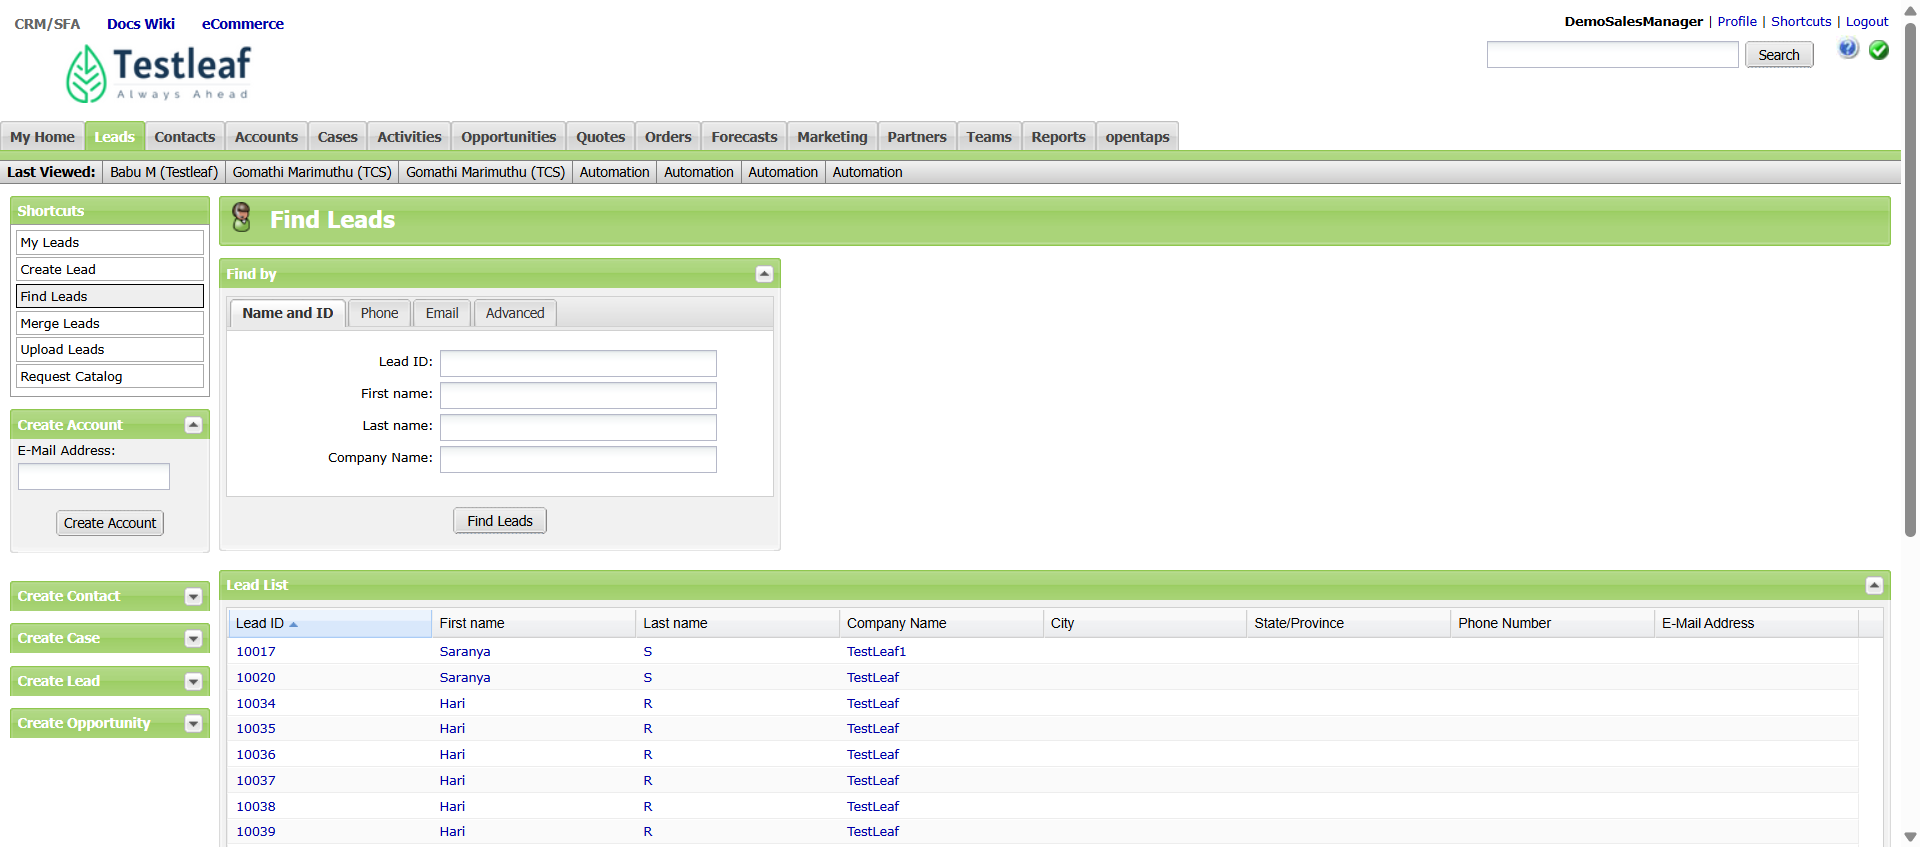 CRM/SFA Docs Wiki eCommerce
DemoSalesManager | Profile | Shortcuts | Logout
Search
Testleaf
Always Ahead
My Home Leads Contacts Accounts Cases Activities Opportunities Quotes Orders Forecasts Marketing Partners Teams Reports opentaps
Last Viewed: Babu M (Testleaf) Gomathi Marimuthu (TCS) Gomathi Marimuthu (TCS) Automation Automation Automation Automation
Shortcuts
My Leads
Create Lead
Find Leads
Merge Leads
Upload Leads
Request Catalog
Create Account
E-Mail Address:
Create Account
Create Contact
Create Case
Create Lead
Create Opportunity
Find Leads
Find by
Name and ID Phone Email Advanced
Lead ID:
First name:
Last name:
Company Name:
Find Leads
Lead List
Lead ID First name Last name Company Name City State/Province Phone Number E-Mail Address
10017 Saranya S TestLeaf1
10020 Saranya S TestLeaf
10034 Hari R TestLeaf
10035 Hari R TestLeaf
10036 Hari R TestLeaf
10037 Hari R TestLeaf
10038 Hari R TestLeaf
10039 Hari R TestLeaf